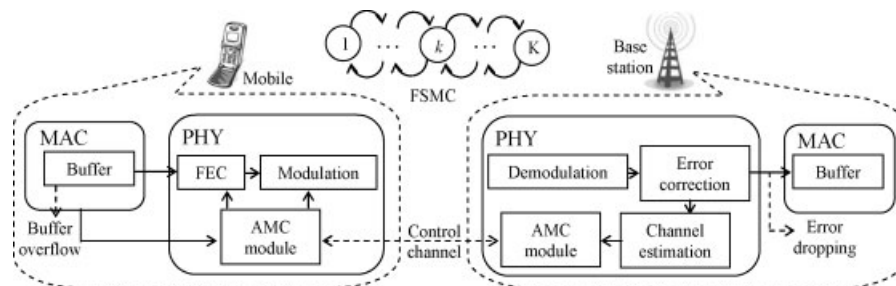 1
...
k
...
K
FSMC
Mobile
Base
station
MAC
Buffer
Buffer
overflow
PHY
FEC
Modulation
AMC
module
Control
channel
PHY
Demodulation
Error
correction
AMC
module
Channel
estimation
MAC
Buffer
Error
dropping